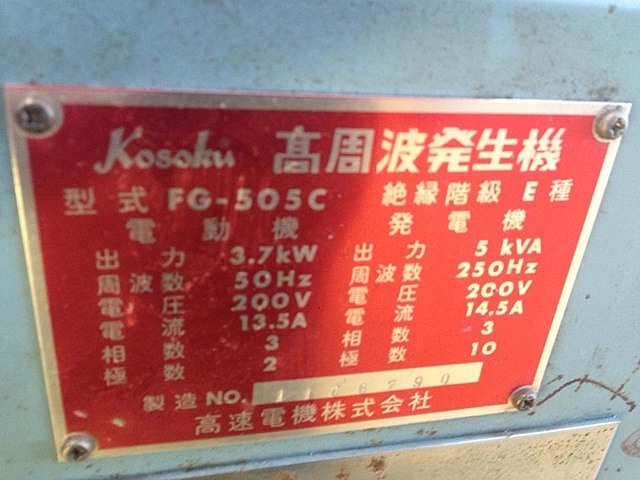 Kosoku 高周波発生機
型式 FG-505C 絶縁階級 E 種
電動機 発電機
出力 3.7kW 出力 5 kVA
周波数 50Hz 周波数 250Hz
電圧 200V 電圧 200V
電流 13.5A 電流 14.5A
相数 3 相数 3
極数 2 極数 10
製造 NO.
高速電機株式会社